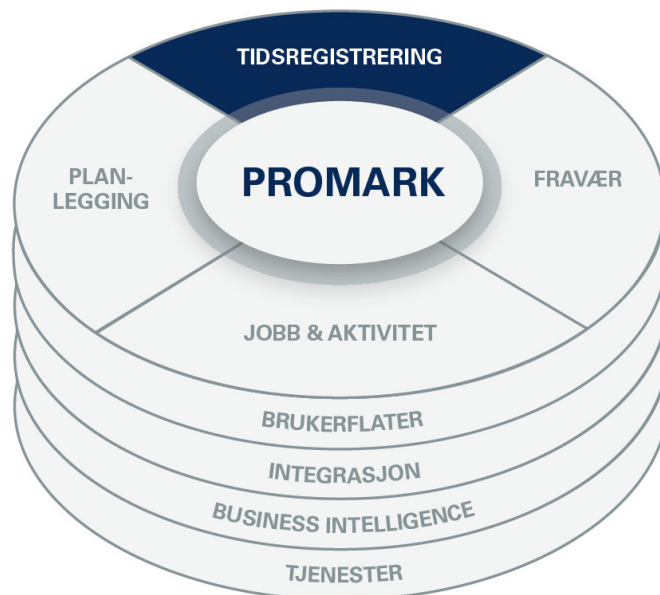 TIDSREGISTRERING
PLAN-
LEGGING
PROMARK
FRAVÆR
JOBB & AKTIVITET
BRUKERFLATER
INTEGRASJON
BUSINESS INTELLIGENCE
TJENESTER